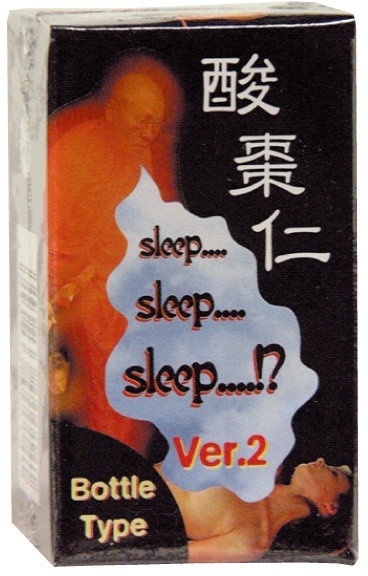 酸棗仁
sleep....
sleep....
sleep....!?
Ver.2
Bottle
Type